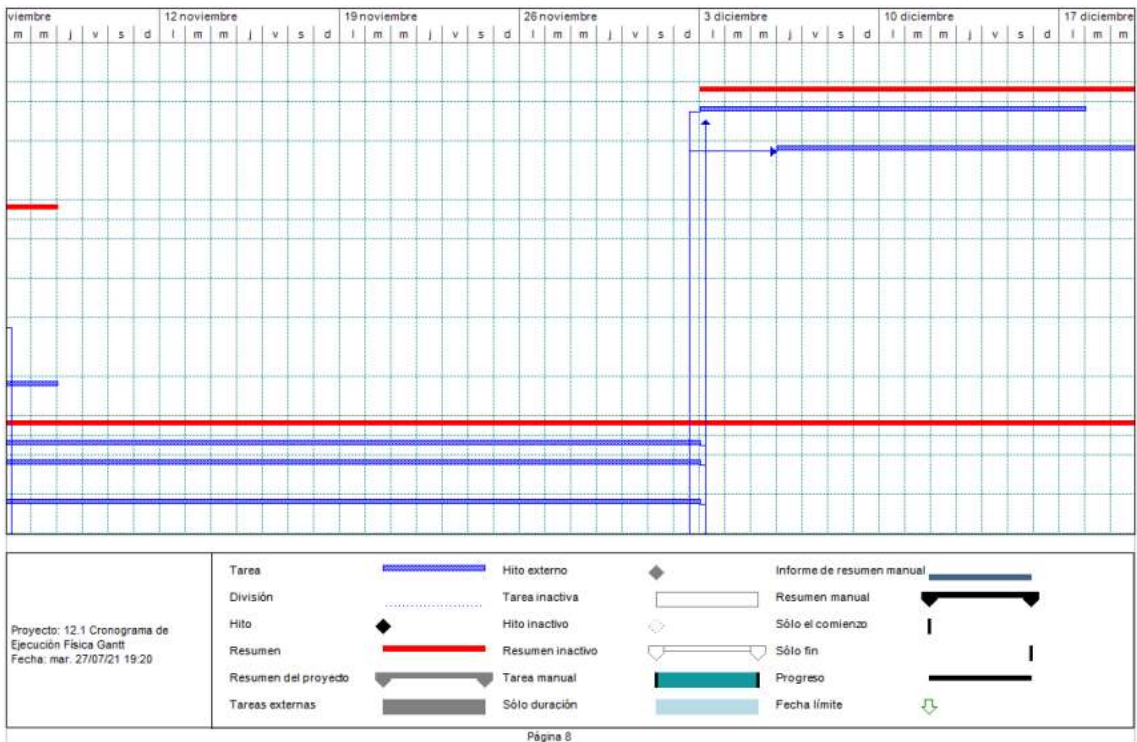 viembre 12 noviembre 19 noviembre 26 noviembre 3 diciembre 10 diciembre 17 diciembre
m m j v s d l m m j v s d l m m j v s d l m m j v s d l m m j v s d l m m j v s d l m m
Tarea Hito externo Informe de resumen manual
División Tarea inactiva Resumen manual
Hito Hito inactivo Sólo el comienzo
Proyecto: 12.1 Cronograma de
Ejecución Física Gantt
Fecha: mar. 27/07/21 19:20
Resumen Resumen inactivo Sólo fin
Resumen del proyecto Tarea manual Progreso
Tareas externas Sólo duración Fecha límite
Página 8